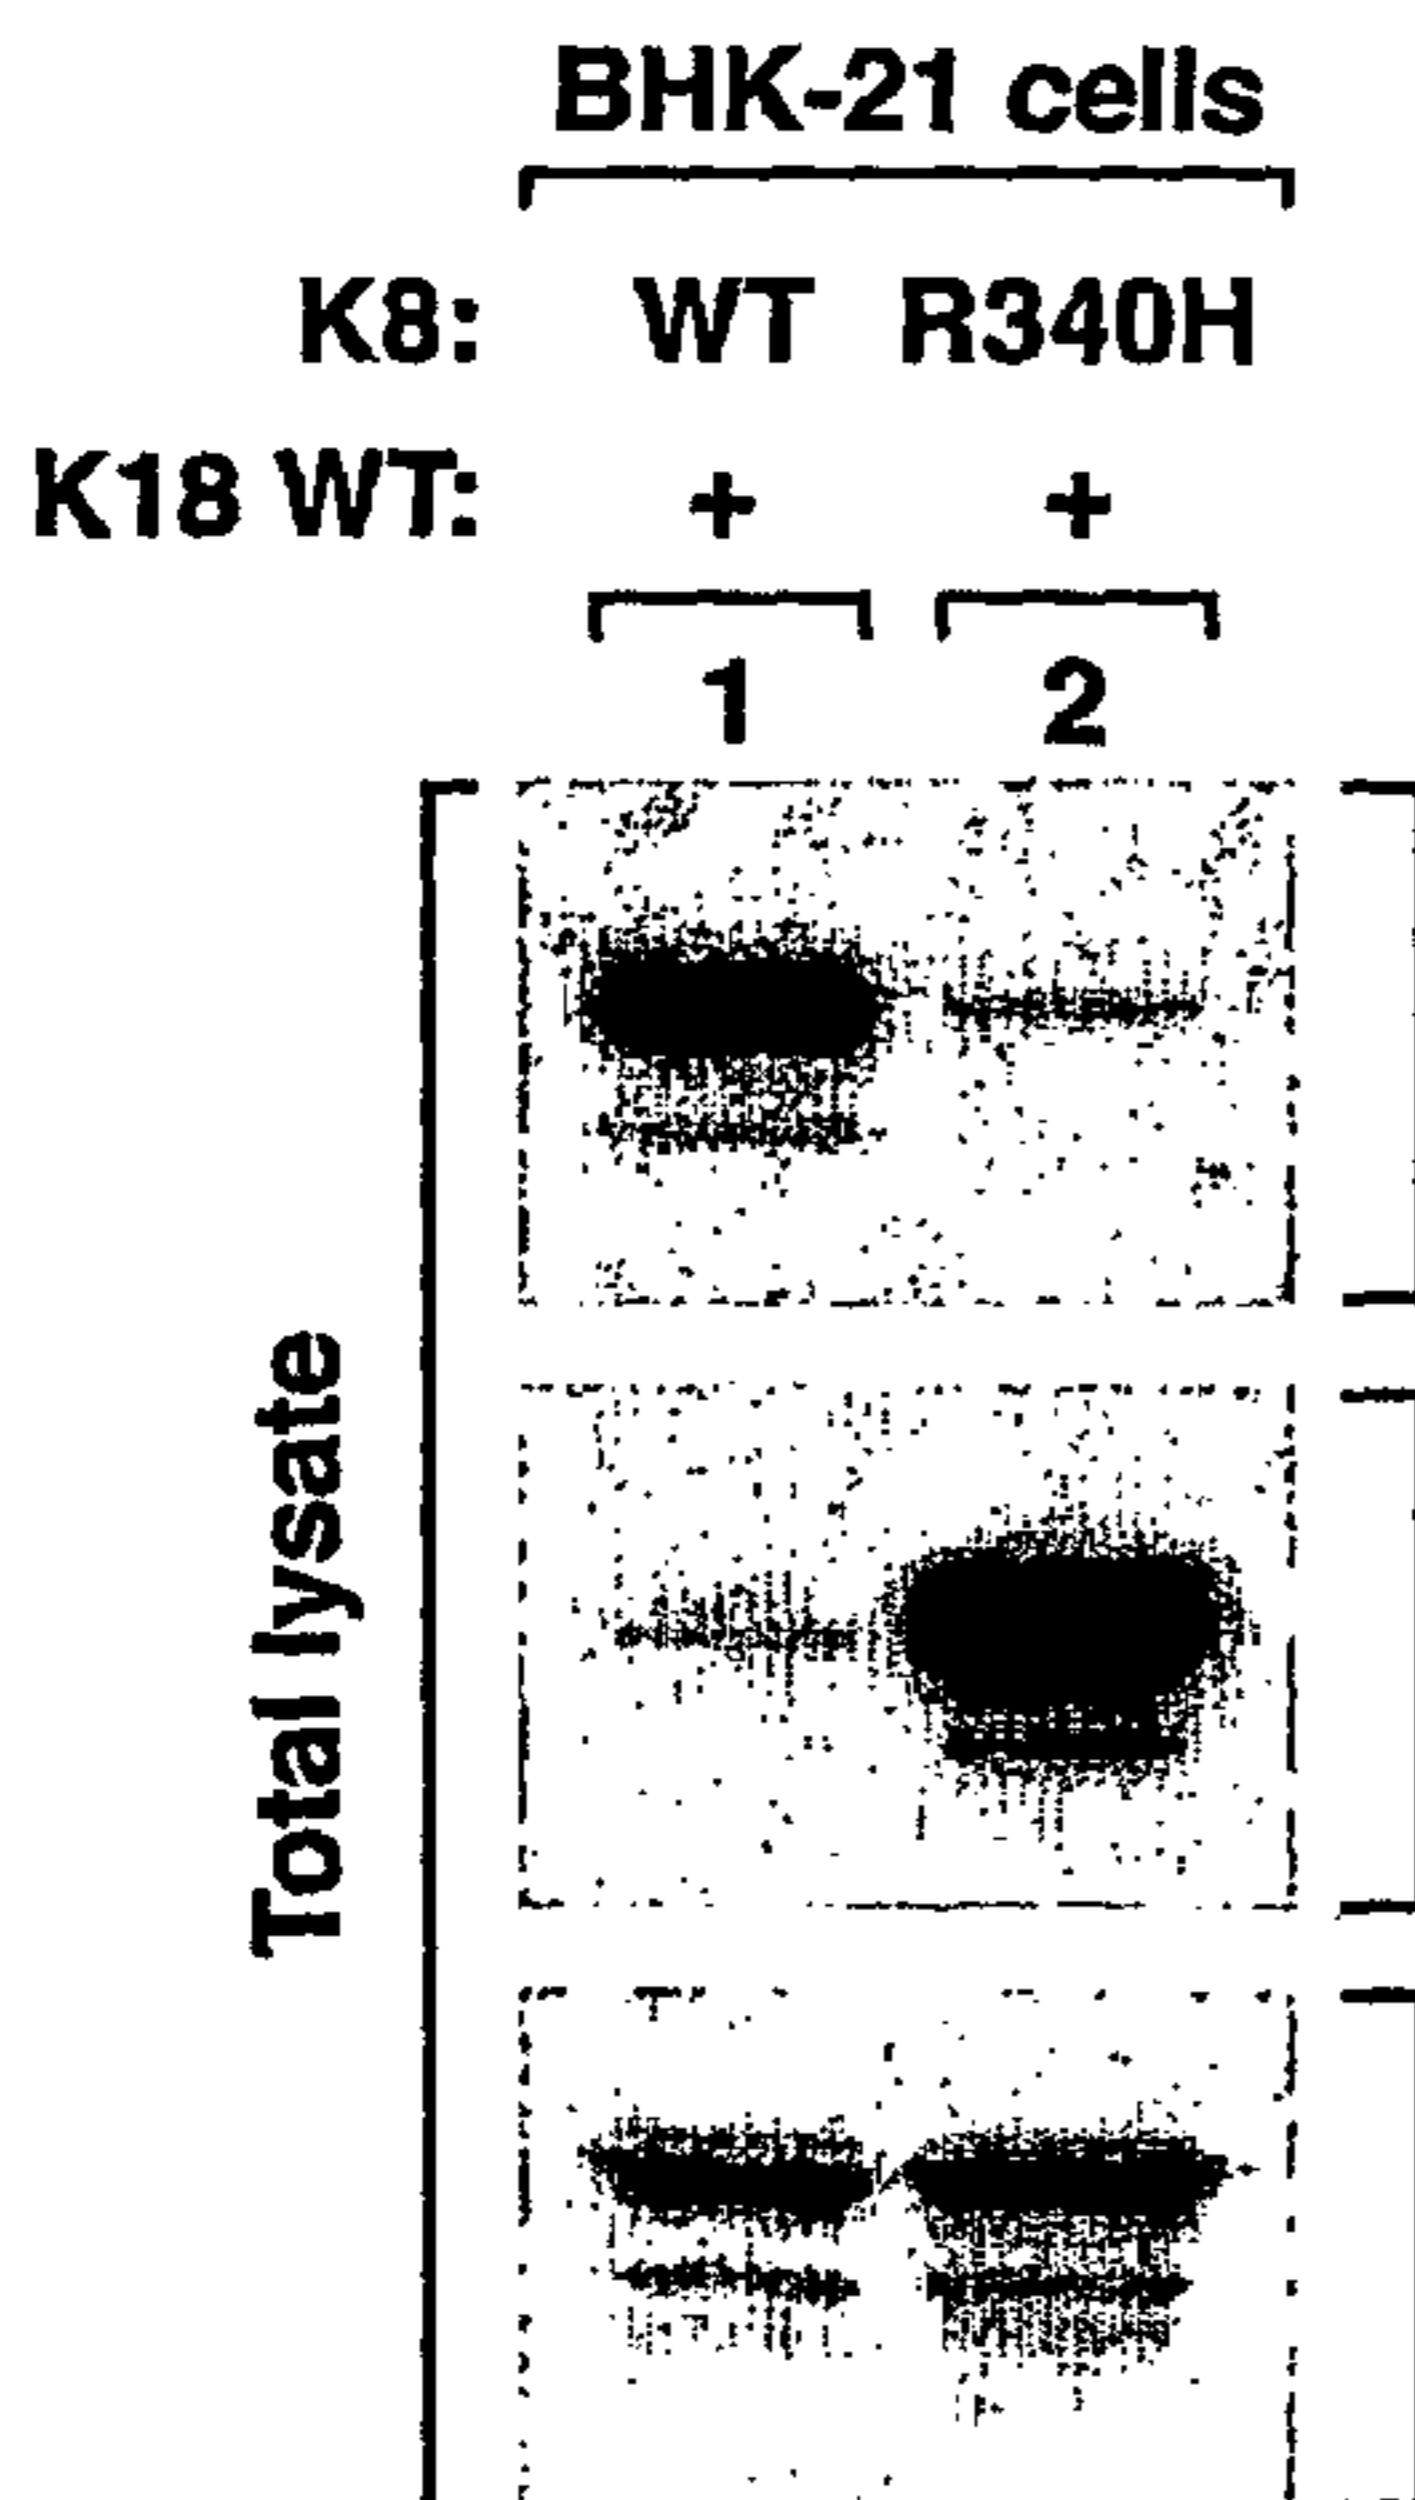 BHK-21 cells
K8: WT R340H
K18 WT: + +
1 2
Total lysate